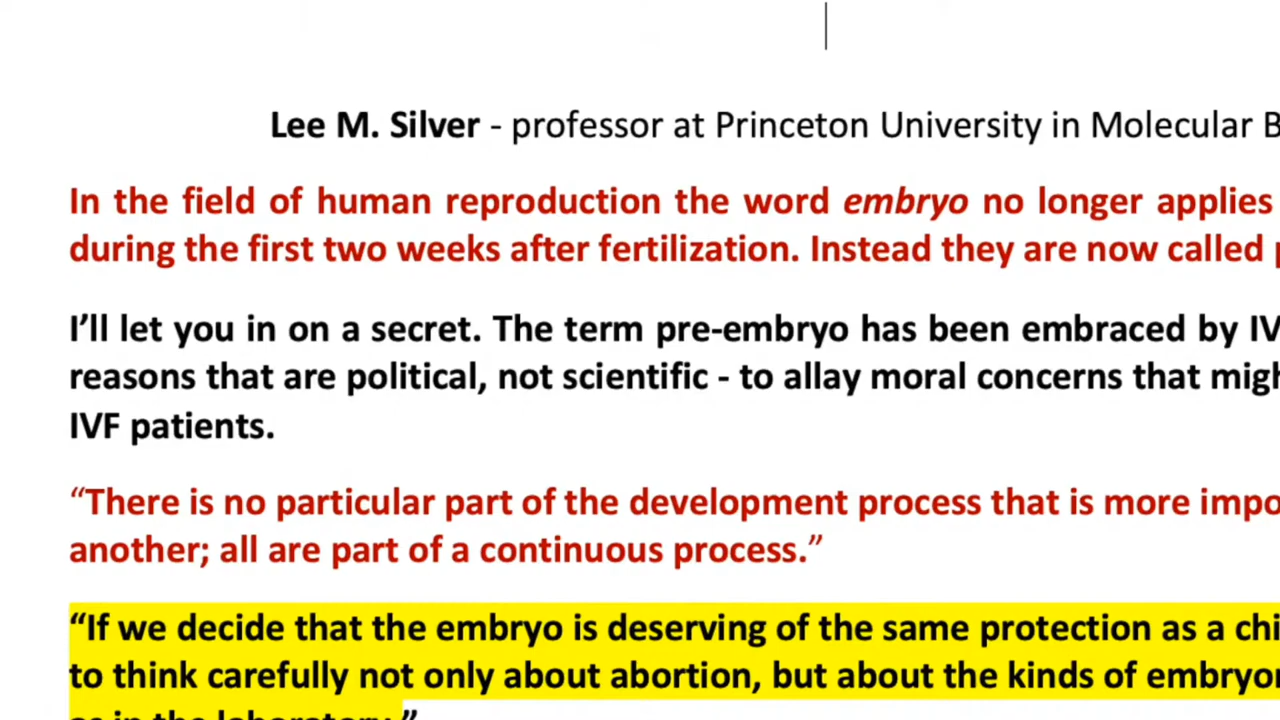 Lee M. Silver - professor at Princeton University in Molecular B
In the field of human reproduction the word embryo no longer applies
during the first two weeks after fertilization. Instead they are now called
I’ll let you in on a secret. The term pre-embryo has been embraced by IV
reasons that are political, not scientific - to allay moral concerns that migh
IVF patients.
“There is no particular part of the development process that is more impo
another; all are part of a continuous process.”
“If we decide that the embryo is deserving of the same protection as a chi
to think carefully not only about abortion, but about the kinds of embryon
as in the laboratory.”